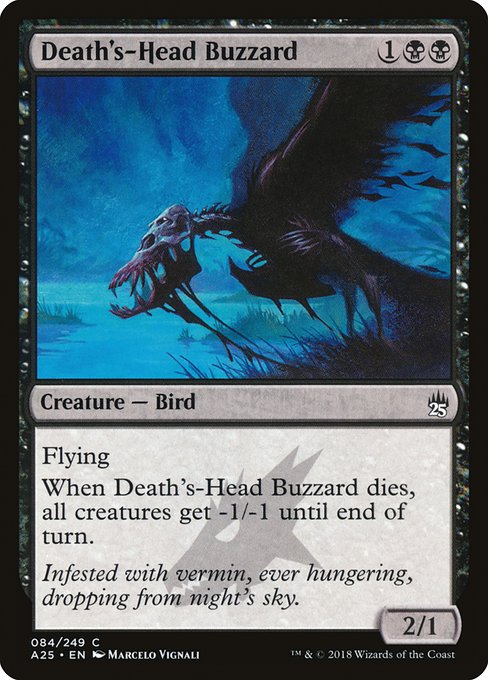 Death's-Head Buzzard 1
Creature — Bird 25
Flying
When Death's-Head Buzzard dies,
all creatures get -1/-1 until end of
turn.
Infested with vermin, ever hungering,
dropping from night's sky.
2/1
084/249 C
A25 • EN Marcelo Vignali
™ & © 2018 Wizards of the Coast